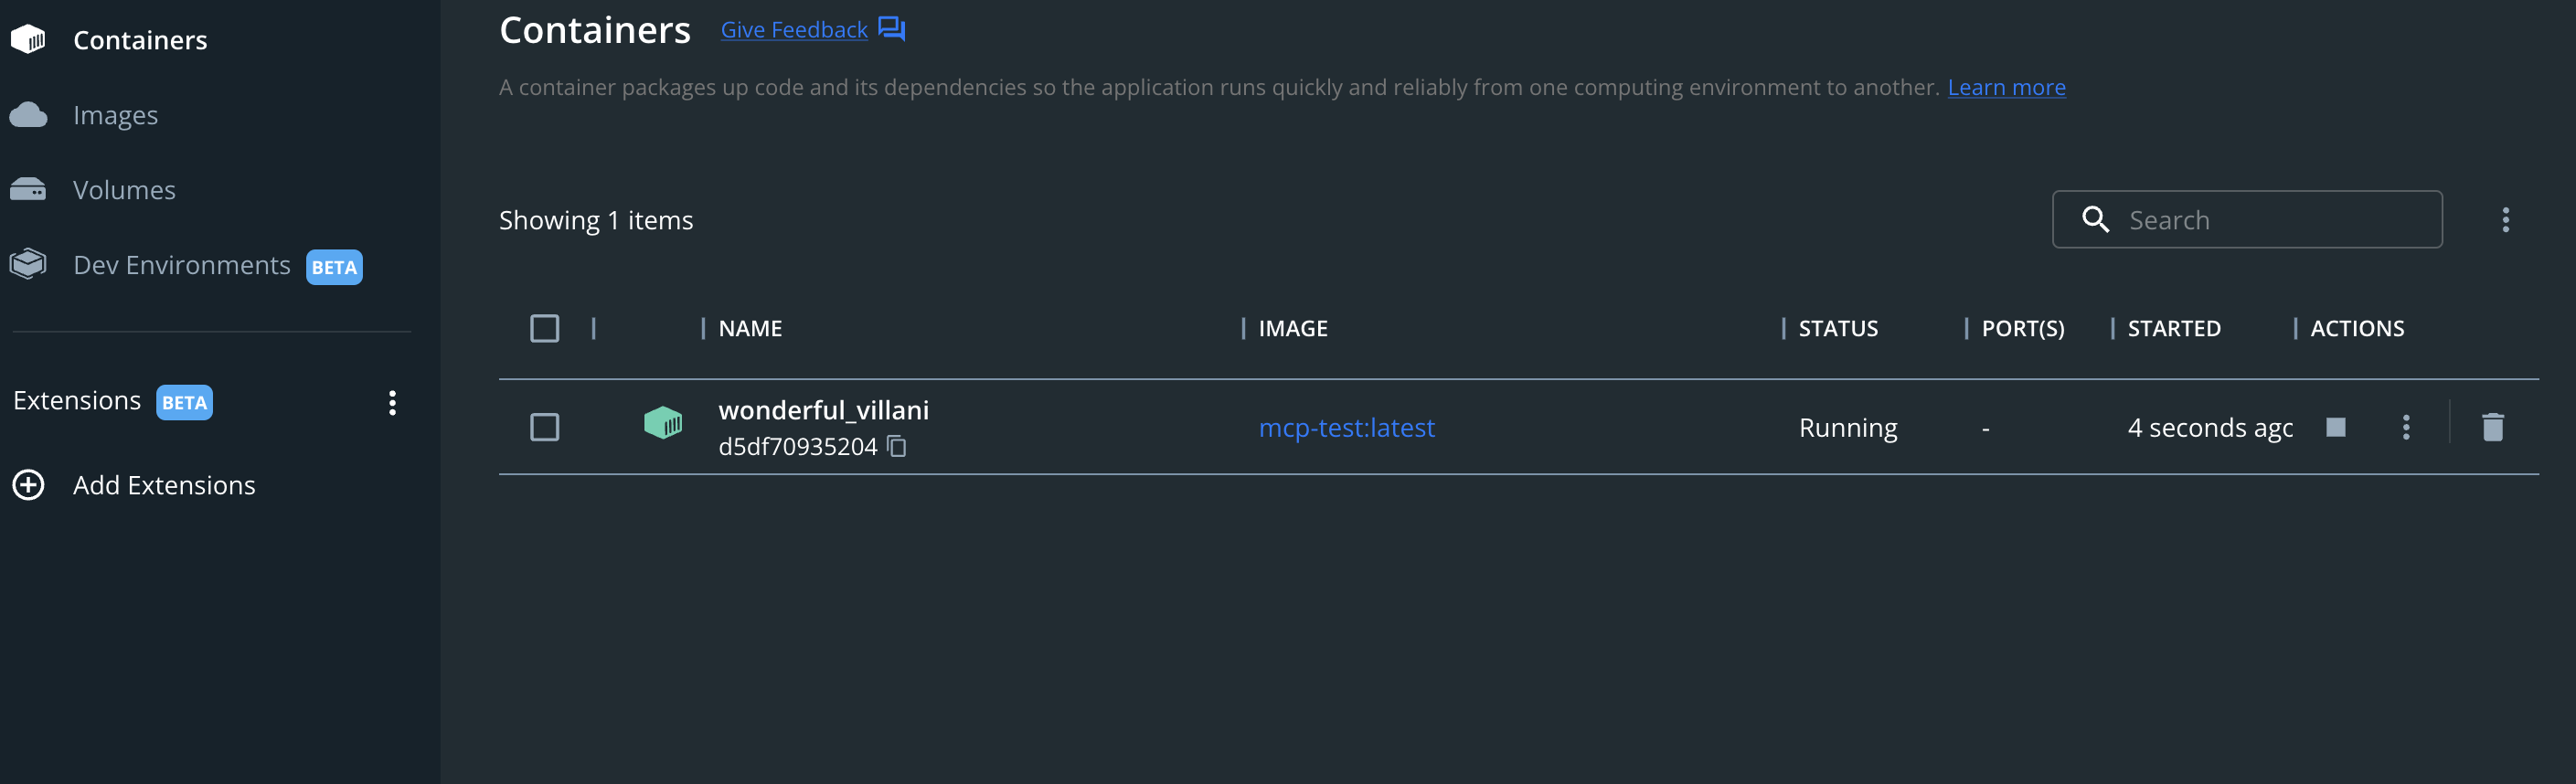 Containers
Images
Volumes
Dev Environments BETA
Extensions BETA
Add Extensions
Containers Give Feedback
A container packages up code and its dependencies so the application runs quickly and reliably from one computing environment to another. Learn more
Showing 1 items
Search
NAME IMAGE STATUS PORT(S) STARTED ACTIONS
wonderful_villani mcp-test:latest Running - 4 seconds agc
d5df70935204